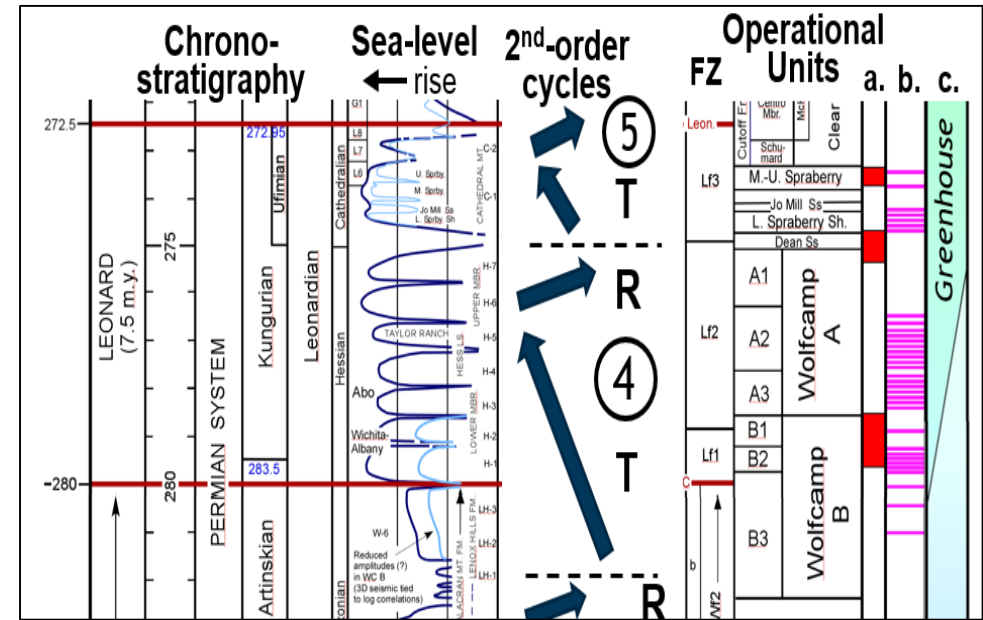 Chrono-
stratigraphy
Sea-level
rise
2nd-order
cycles
FZ
Operational
Units
a.
b.
c.
272.5
-280
LEONARD
(7.5 m.y.)
275
280
PERMIAN SYSTEM
272.95
283.5
Ufimian
Kungurian
Artinskian
Leonardian
Cathedralian
Hessian
G1
L8
L7
L6
U. Sprby.
M. Sprby.
Jo Mill Ss
L. Sprby. Sh
C-2
C-1
CATHEDRAL MT.
TAYLOR RANCH
Abo
Wichita-
Albany
W-6
Reduced
amplitudes (?)
in WC B
(3D seismic tied
to log correlations)
UPPER MBR.
HESS LS.
LOWER MBR.
H-7
H-6
H-5
H-4
H-3
H-2
H-1
LH-3
LH-2
LH-1
LENOX HILLS FM.
ALACRAN MT. FM.
5
T
R
4
T
R
Leon.
Lf3
Lf2
Lf1
C
b
Cutoff
Mbr.
Schu-
mard
Clear
M.-U. Spraberry
Jo Mill Ss
L. Spraberry Sh.
Dean Ss
A1
A2
A3
B1
B2
B3
Wolfcamp
A
Wolfcamp
B
Greenhouse